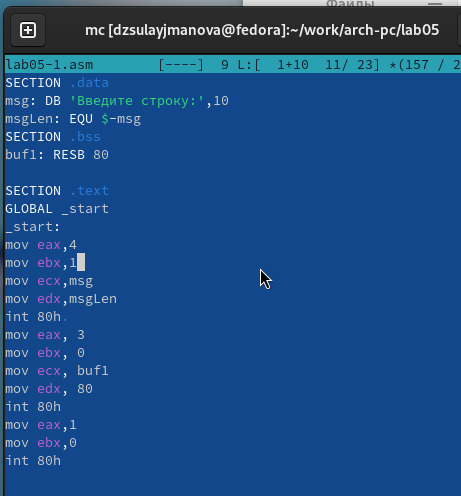 Файлы
mc [dzsulayjmanova@fedora]:~/work/arch-pc/lab05
lab05-1.asm [----] 9 L:[ 1+10 11/ 23] *(157 / 2
SECTION .data
msg: DB 'Введите строку:',10
msgLen: EQU $-msg
SECTION .bss
buf1: RESB 80
SECTION .text
GLOBAL _start
_start:
mov eax,4
mov ebx,1
mov ecx,msg
mov edx,msgLen
int 80h.
mov eax, 3
mov ebx, 0
mov ecx, buf1
mov edx, 80
int 80h
mov eax,1
mov ebx,0
int 80h